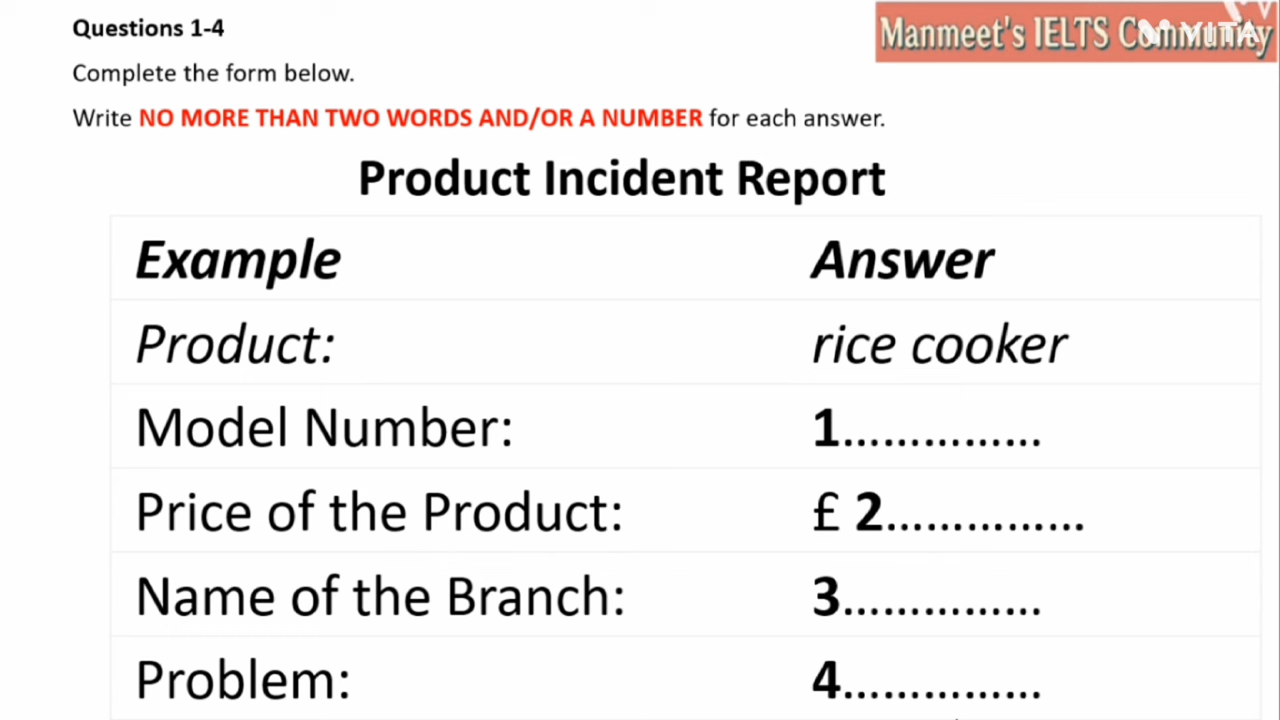 Questions 1-4
Manmeet's IELTS Community
VITA
Complete the form below.
Write NO MORE THAN TWO WORDS AND/OR A NUMBER for each answer.
Product Incident Report
Example Answer
Product: rice cooker
Model Number: 1...............
Price of the Product: £ 2...............
Name of the Branch: 3...............
Problem: 4...............